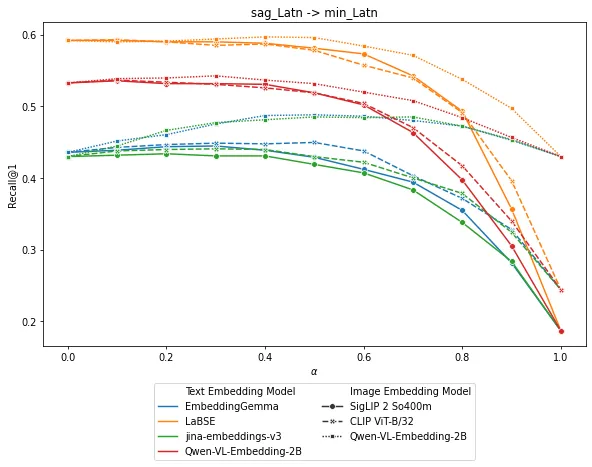 sag_Latn -> min_Latn
Recall@1
0.6
0.5
0.4
0.3
0.2
0.0 0.2 0.4 0.6 0.8 1.0
α
Text Embedding Model Image Embedding Model
EmbeddingGemma SigLIP 2 So400m
LaBSE CLIP ViT-B/32
jina-embeddings-v3 Qwen-VL-Embedding-2B
Qwen-VL-Embedding-2B